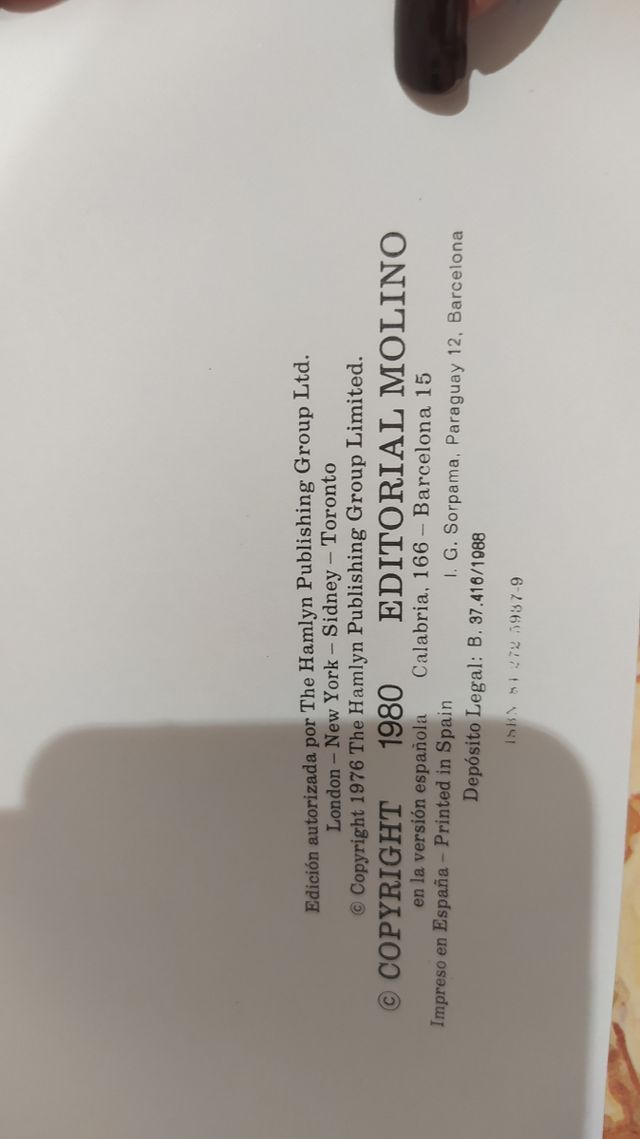 Edición autorizada por The Hamlyn Publishing Group Ltd.
London – New York – Sidney – Toronto
© Copyright 1976 The Hamlyn Publishing Group Limited.
© COPYRIGHT 1980 EDITORIAL MOLINO
en la versión española Calabria, 166 – Barcelona 15
Impreso en España – Printed in Spain I. G. Sorpama, Paraguay 12, Barcelona
Depósito Legal: B. 37.416/1988
ISBN